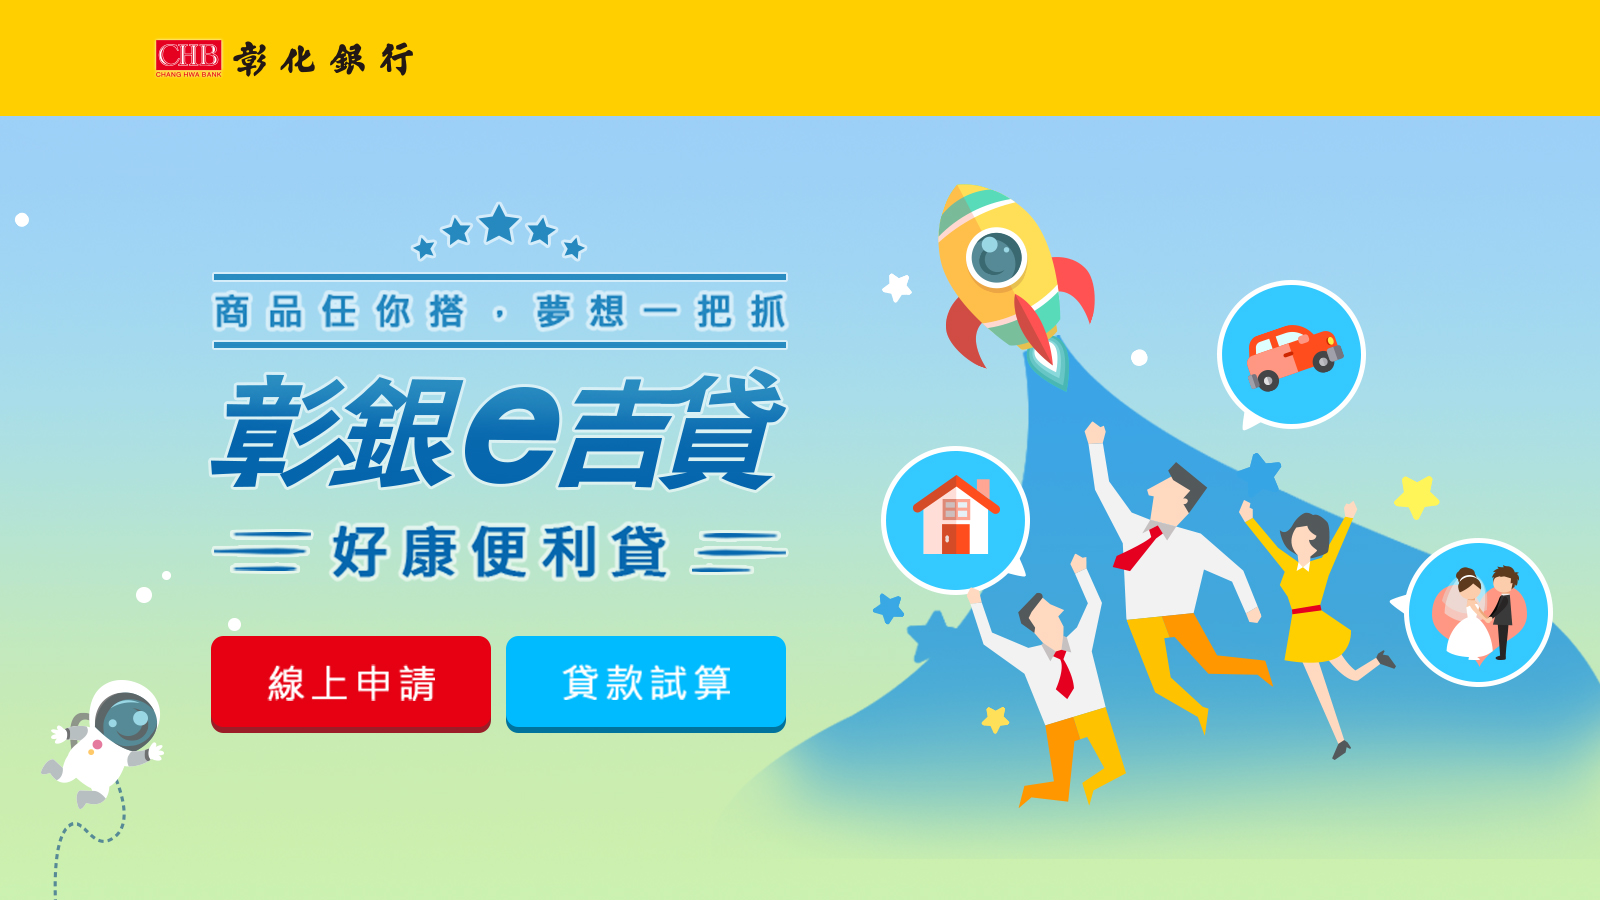 CHB
CHANG HWA BANK
彰化銀行
商品任你搭，夢想一把抓
彰銀e吉貸
好康便利貸
線上申請
貸款試算